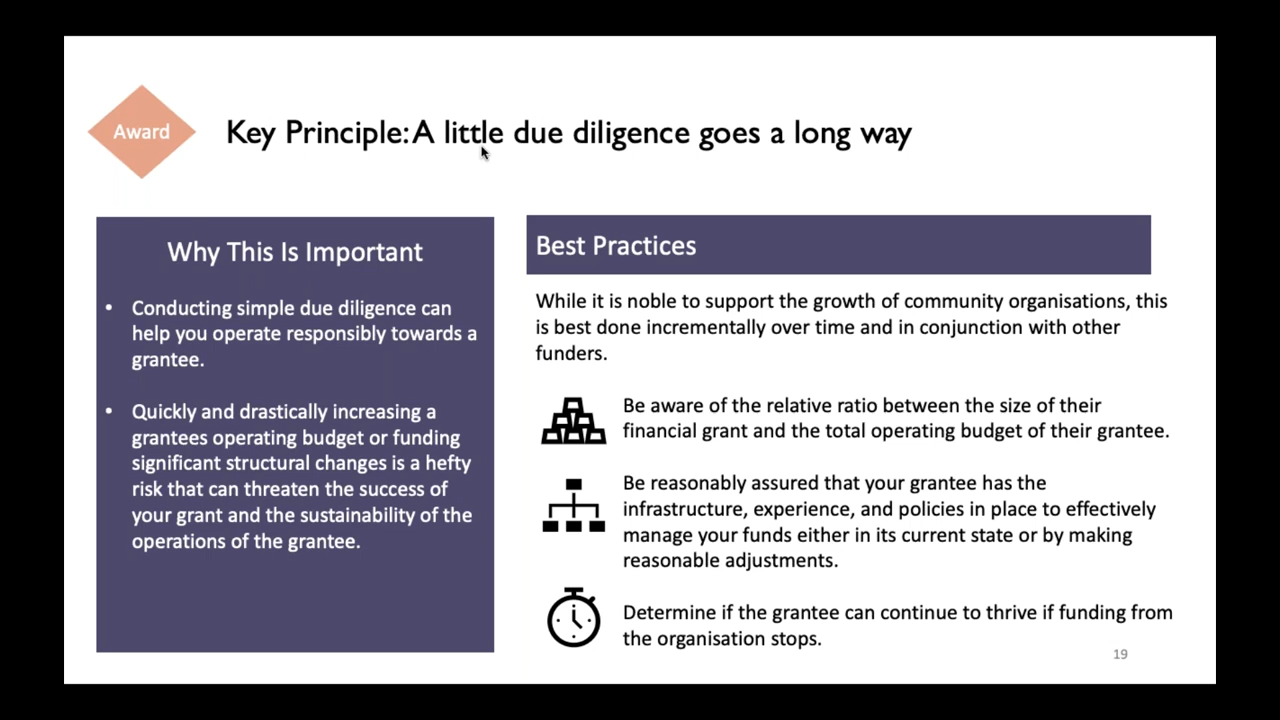 Award
Key Principle: A little due diligence goes a long way
Why This Is Important
• Conducting simple due diligence can
help you operate responsibly towards a
grantee.
• Quickly and drastically increasing a
grantees operating budget or funding
significant structural changes is a hefty
risk that can threaten the success of
your grant and the sustainability of the
operations of the grantee.
Best Practices
While it is noble to support the growth of community organisations, this
is best done incrementally over time and in conjunction with other
funders.
Be aware of the relative ratio between the size of their
financial grant and the total operating budget of their grantee.
Be reasonably assured that your grantee has the
infrastructure, experience, and policies in place to effectively
manage your funds either in its current state or by making
reasonable adjustments.
Determine if the grantee can continue to thrive if funding from
the organisation stops.
19